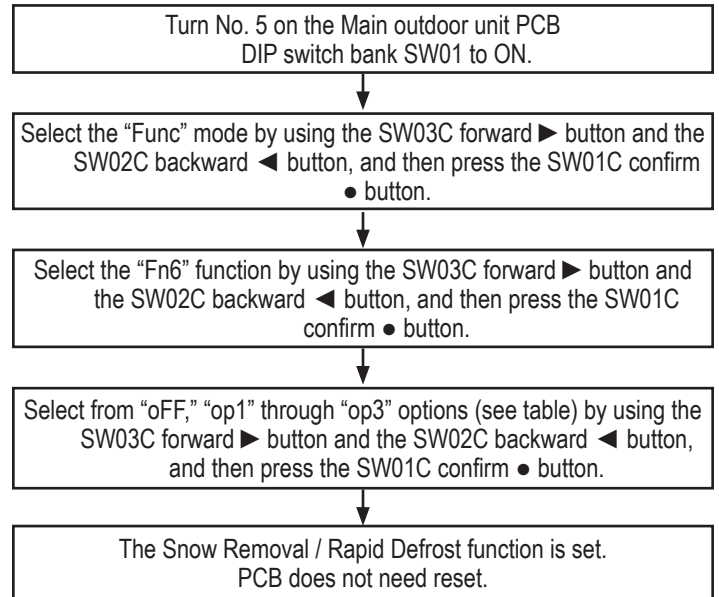 Turn No. 5 on the Main outdoor unit PCB
DIP switch bank SW01 to ON.
Select the “Func” mode by using the SW03C forward ► button and the
SW02C backward ◄ button, and then press the SW01C confirm
● button.
Select the “Fn6” function by using the SW03C forward ► button and
the SW02C backward ◄ button, and then press the SW01C
confirm ● button.
Select from “oFF,” “op1” through “op3” options (see table) by using the
SW03C forward ► button and the SW02C backward ◄ button,
and then press the SW01C confirm ● button.
The Snow Removal / Rapid Defrost function is set.
PCB does not need reset.